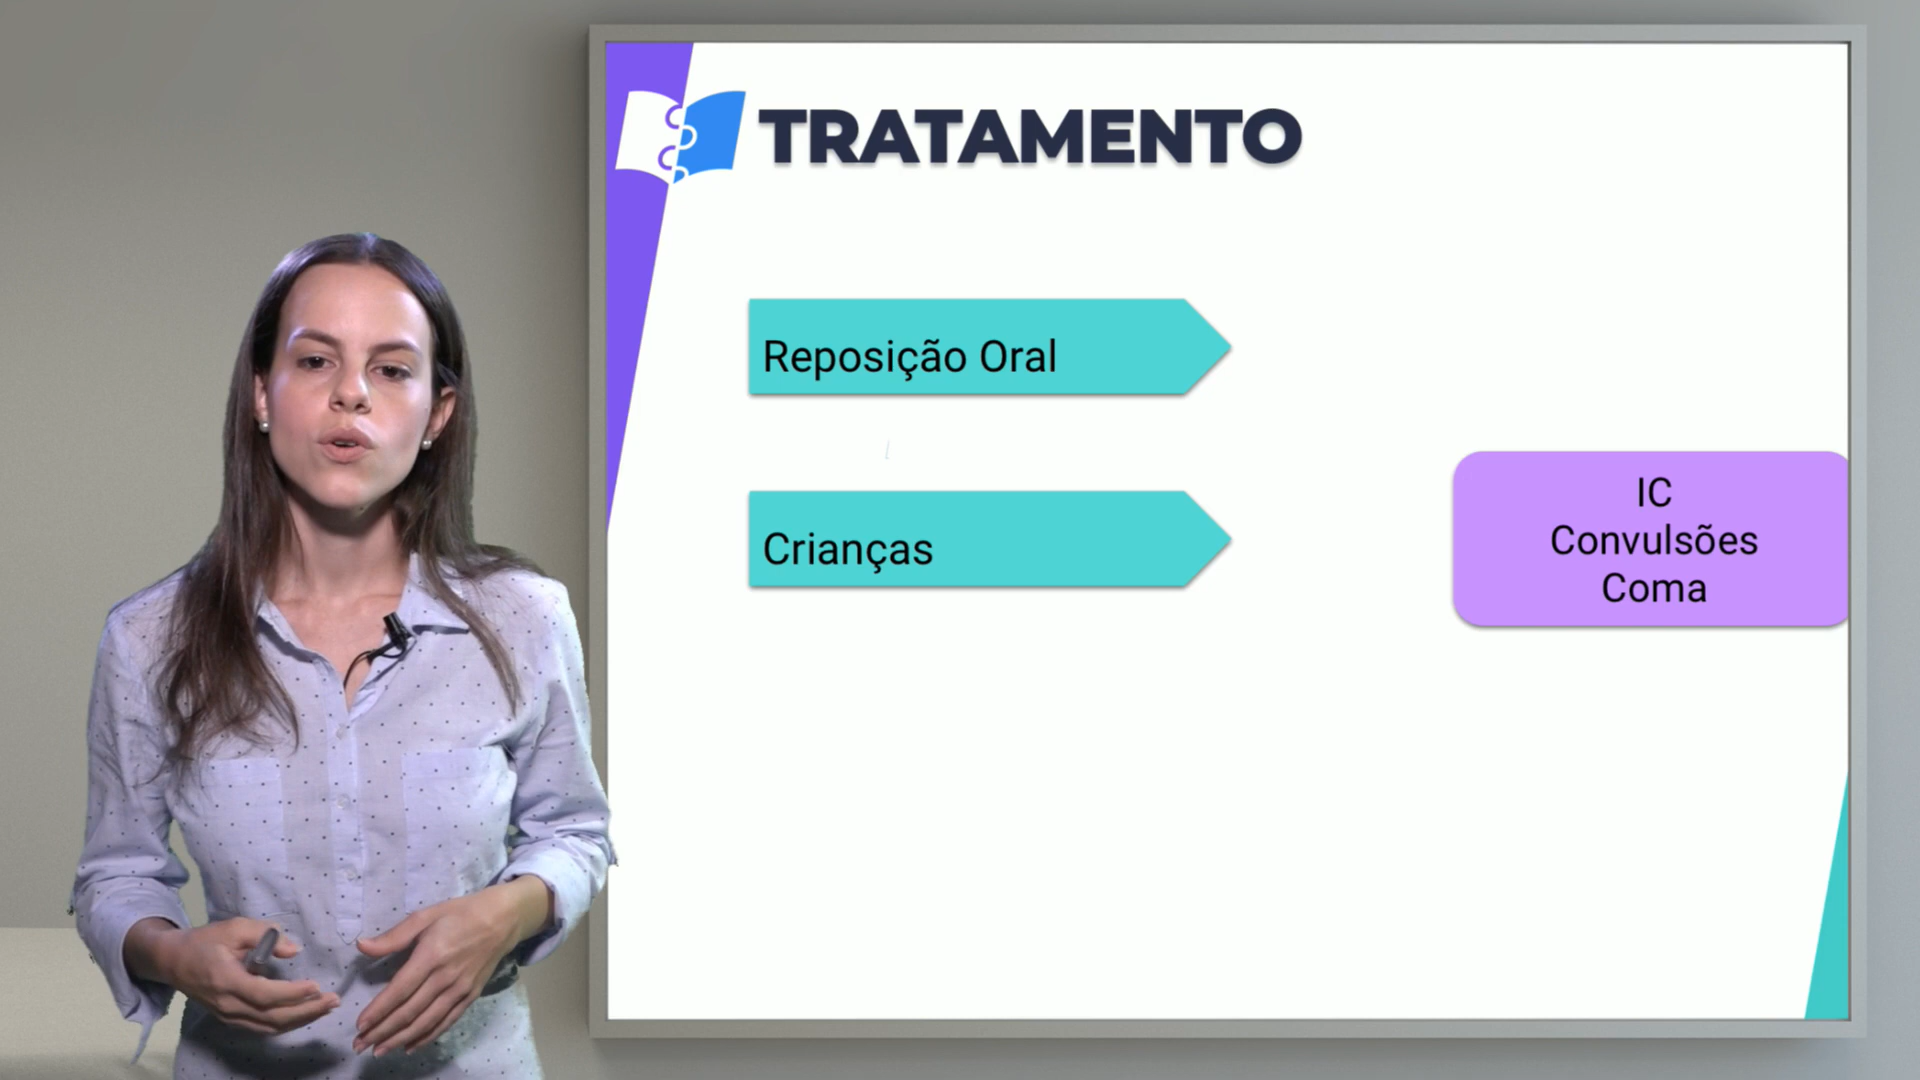 TRATAMENTO
Reposição Oral
Crianças
IC
Convulsões
Coma